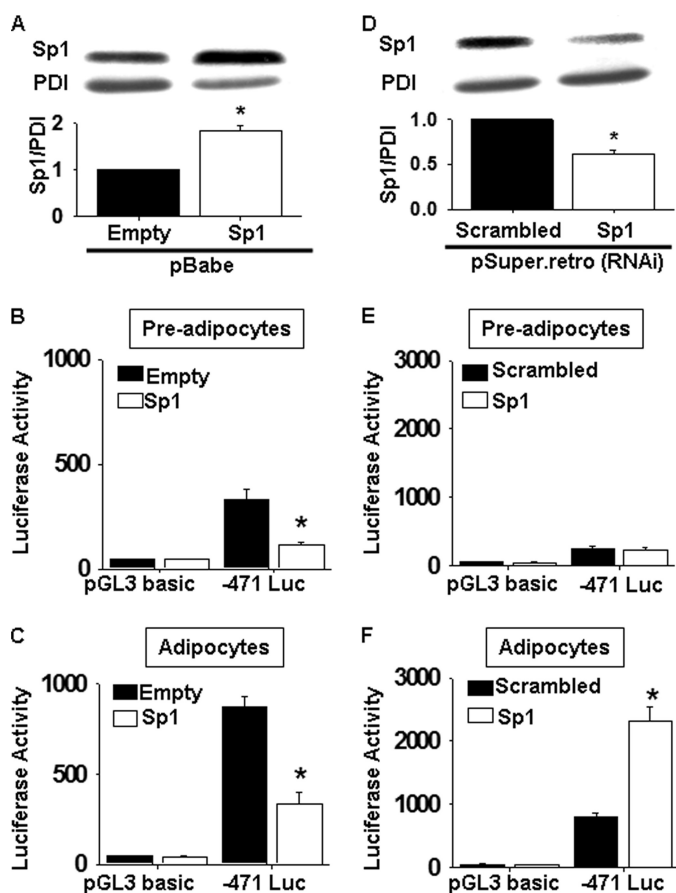 A
Sp1
PDI
Sp1/PDI
2
1
0
*
Empty Sp1
pBabe
D
Sp1
PDI
Sp1/PDI
1.0
0.5
0.0
*
Scrambled Sp1
pSuper.retro (RNAi)
B
Pre-adipocytes
Luciferase Activity
1000
500
0
Empty
Sp1
*
pGL3 basic -471 Luc
E
Pre-adipocytes
Luciferase Activity
3000
2000
1000
0
Scrambled
Sp1
pGL3 basic -471 Luc
C
Adipocytes
Luciferase Activity
1000
500
0
Empty
Sp1
*
pGL3 basic -471 Luc
F
Adipocytes
Luciferase Activity
3000
2000
1000
0
Scrambled
Sp1
*
pGL3 basic -471 Luc